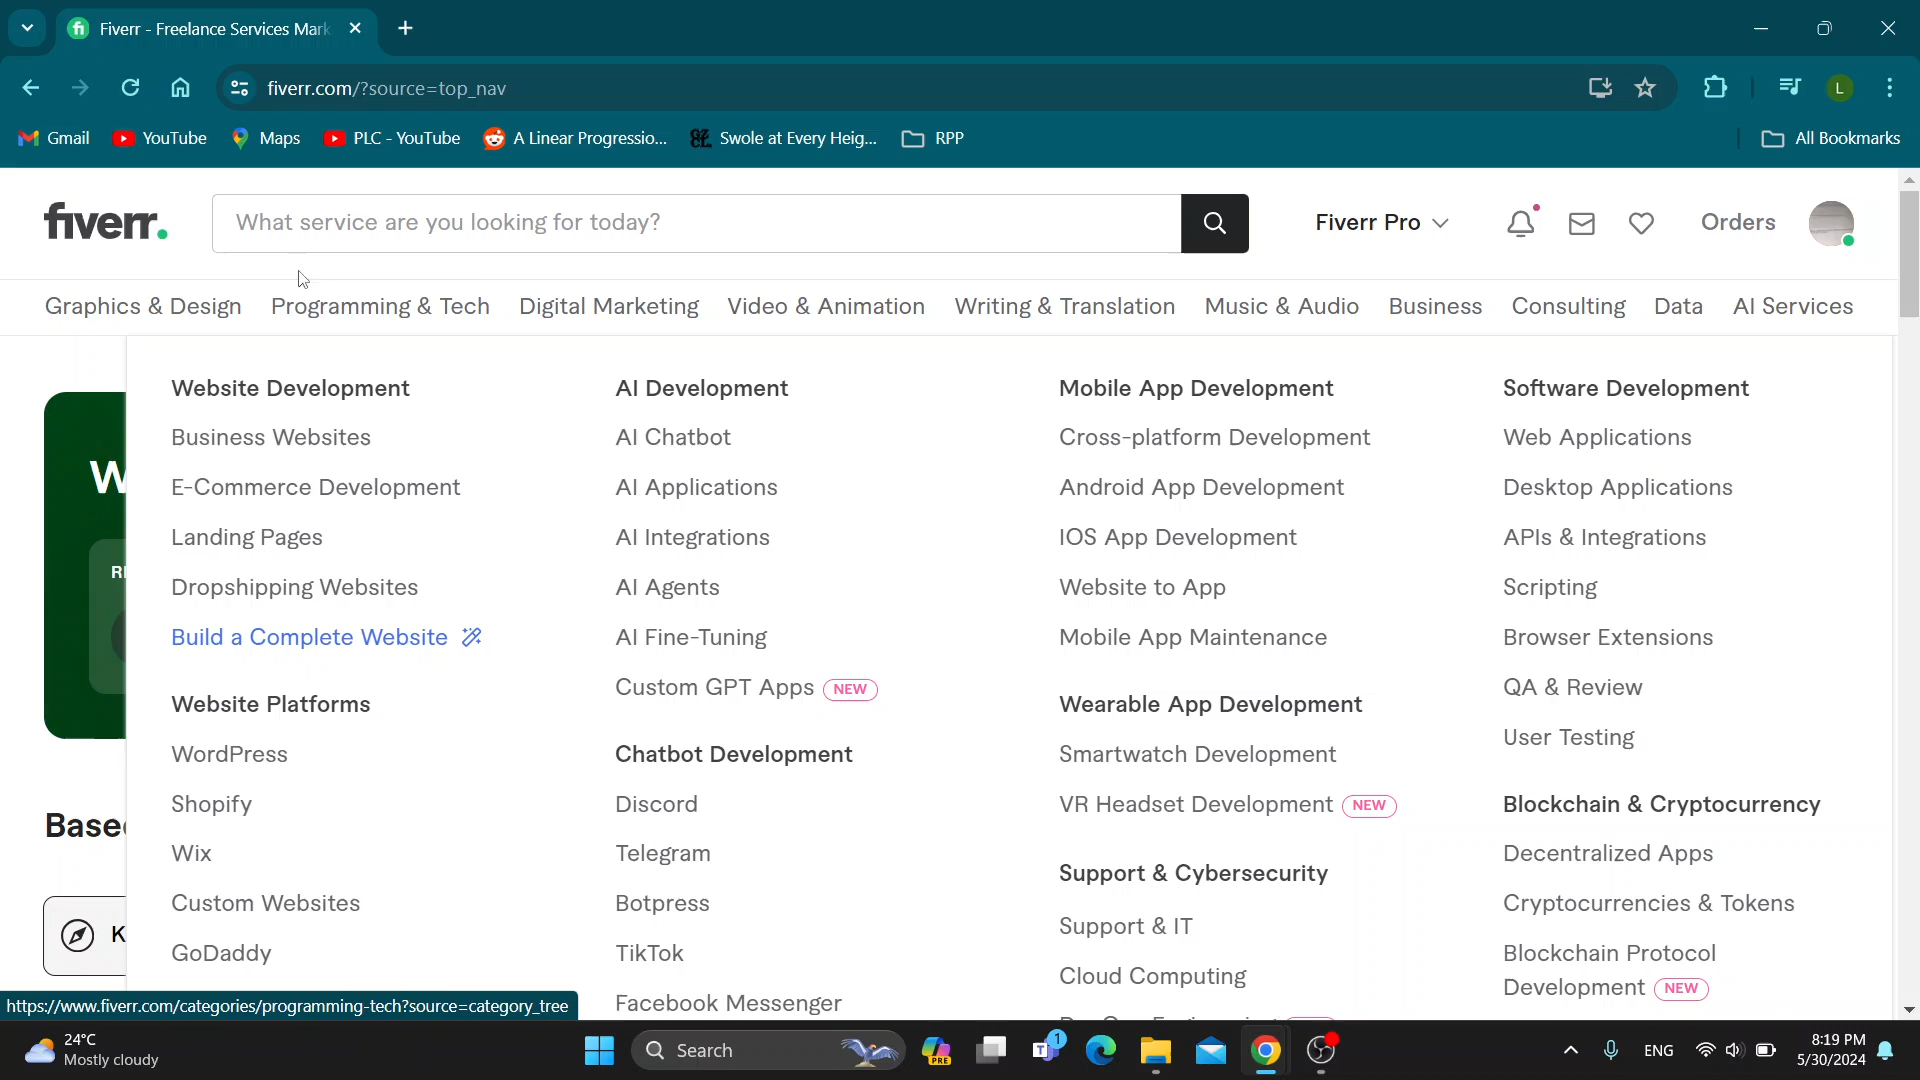 Fiverr - Freelance Services Mark
fiverr.com/?source=top_nav
L
Gmail
YouTube
Maps
PLC - YouTube
A Linear Progressio...
Swole at Every Heig...
RPP
All Bookmarks
fiverr.
What service are you looking for today?
Fiverr Pro
Orders
Graphics & Design
Programming & Tech
Digital Marketing
Video & Animation
Writing & Translation
Music & Audio
Business
Consulting
Data
AI Services
Website Development
Business Websites
E-Commerce Development
Landing Pages
Dropshipping Websites
Build a Complete Website
Website Platforms
WordPress
Shopify
Wix
Custom Websites
GoDaddy
AI Development
AI Chatbot
AI Applications
AI Integrations
AI Agents
AI Fine-Tuning
Custom GPT Apps NEW
Chatbot Development
Discord
Telegram
Botpress
TikTok
Facebook Messenger
Mobile App Development
Cross-platform Development
Android App Development
IOS App Development
Website to App
Mobile App Maintenance
Wearable App Development
Smartwatch Development
VR Headset Development NEW
Support & Cybersecurity
Support & IT
Cloud Computing
Software Development
Web Applications
Desktop Applications
APIs & Integrations
Scripting
Browser Extensions
QA & Review
User Testing
Blockchain & Cryptocurrency
Decentralized Apps
Cryptocurrencies & Tokens
Blockchain Protocol
Development NEW
W
Base
K
https://www.fiverr.com/categories/programming-tech?source=category_tree
24°C
Mostly cloudy
Search
PRE
1
ENG
8:19 PM
5/30/2024